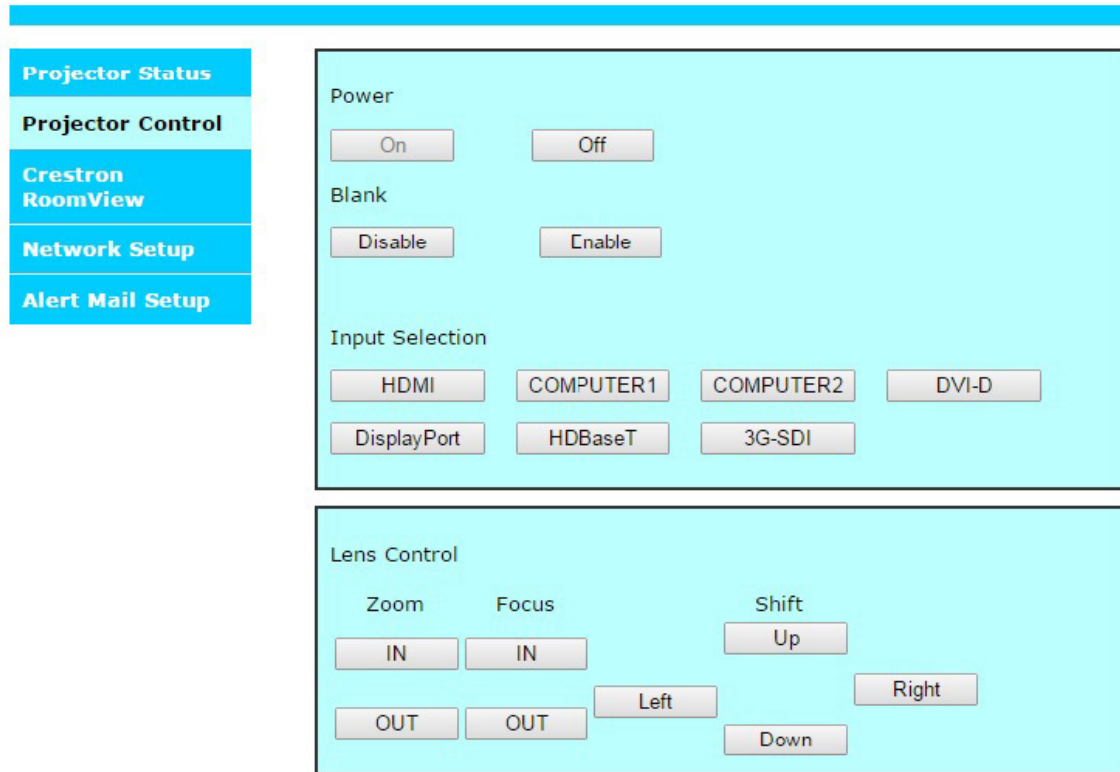 Projector Status
Projector Control
Crestron
RoomView
Network Setup
Alert Mail Setup
Power
On Off
Blank
Disable Enable
Input Selection
HDMI COMPUTER1 COMPUTER2 DVI-D
DisplayPort HDBaseT 3G-SDI
Lens Control
Zoom Focus Shift
Up
IN IN
Right
Left
OUT OUT
Down